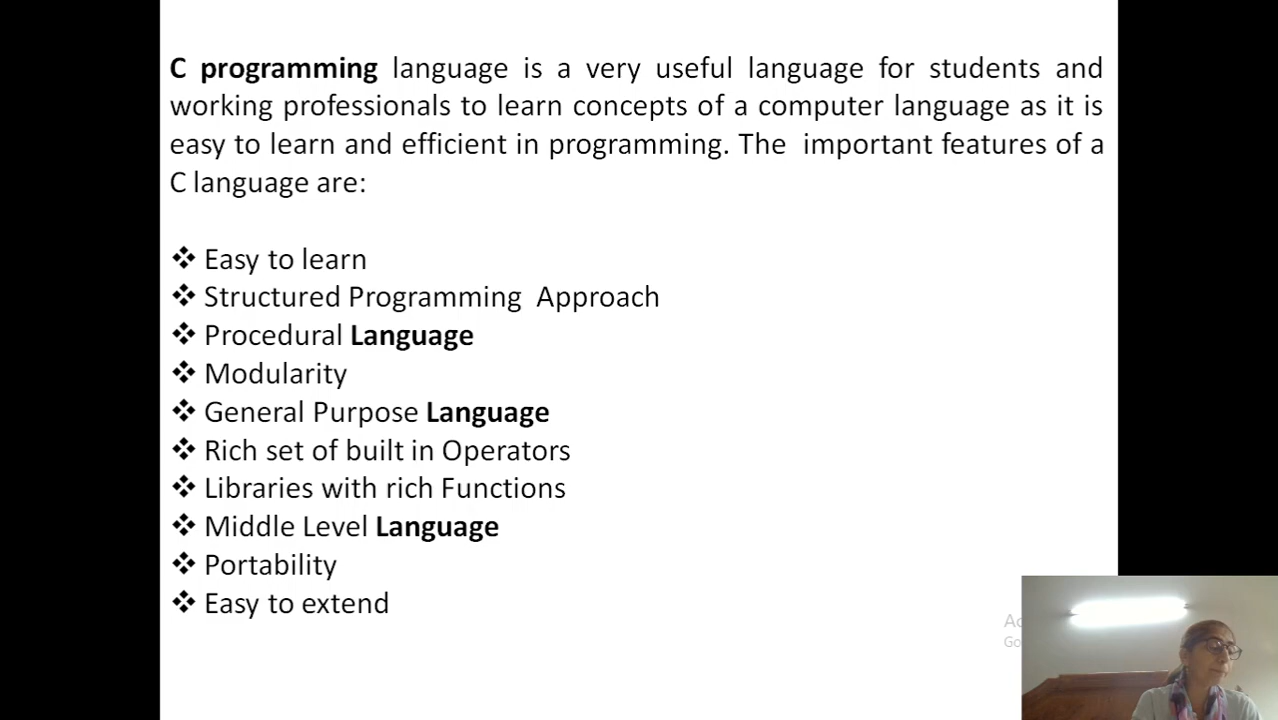 C programming language is a very useful language for students and
working professionals to learn concepts of a computer language as it is
easy to learn and efficient in programming. The important features of a
C language are:
❖ Easy to learn
❖ Structured Programming Approach
❖ Procedural Language
❖ Modularity
❖ General Purpose Language
❖ Rich set of built in Operators
❖ Libraries with rich Functions
❖ Middle Level Language
❖ Portability
❖ Easy to extend